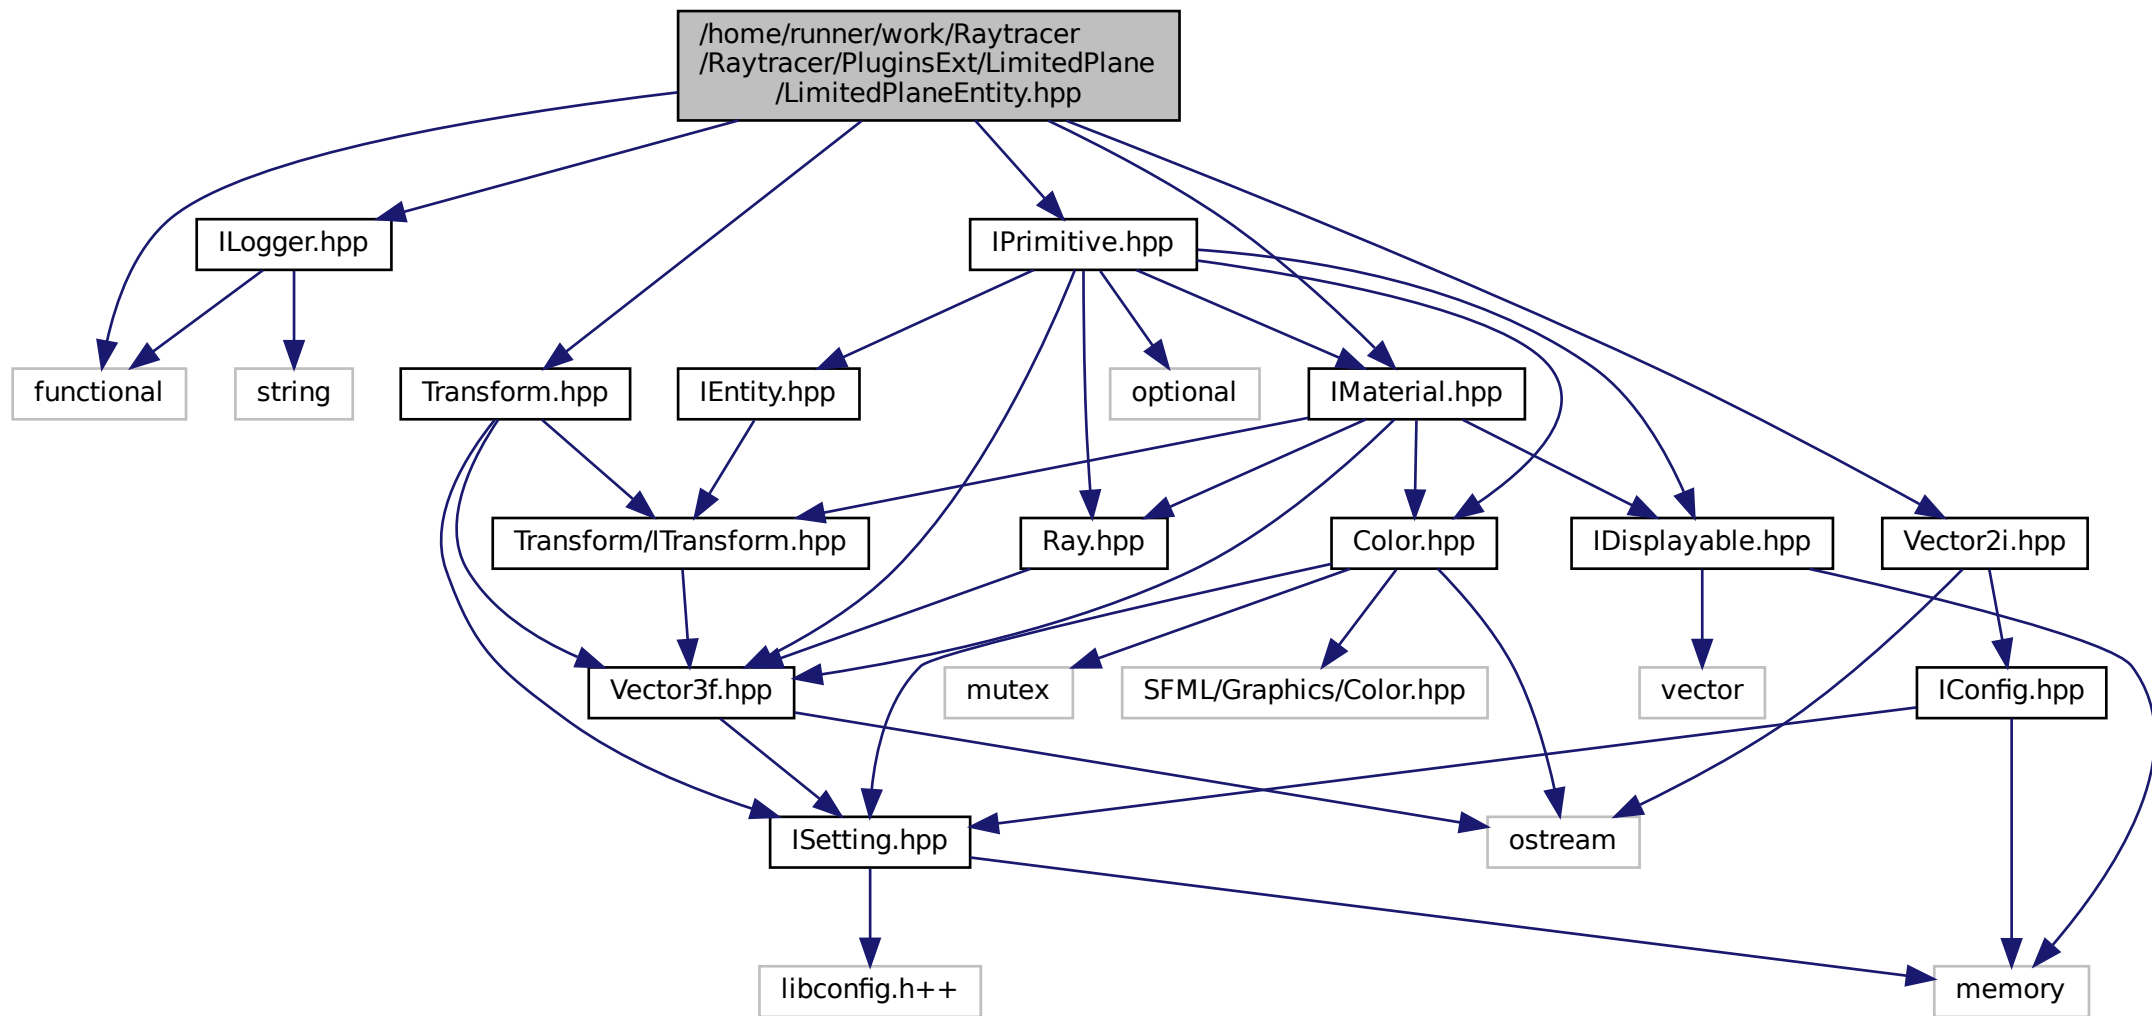 /home/runner/work/Raytracer
/Raytracer/PluginsExt/LimitedPlane
/LimitedPlaneEntity.hpp
ILogger.hpp
IPrimitive.hpp
functional
string
Transform.hpp
IEntity.hpp
optional
IMaterial.hpp
Transform/ITransform.hpp
Ray.hpp
Color.hpp
IDisplayable.hpp
Vector2i.hpp
Vector3f.hpp
mutex
SFML/Graphics/Color.hpp
vector
IConfig.hpp
ISetting.hpp
ostream
libconfig.h++
memory